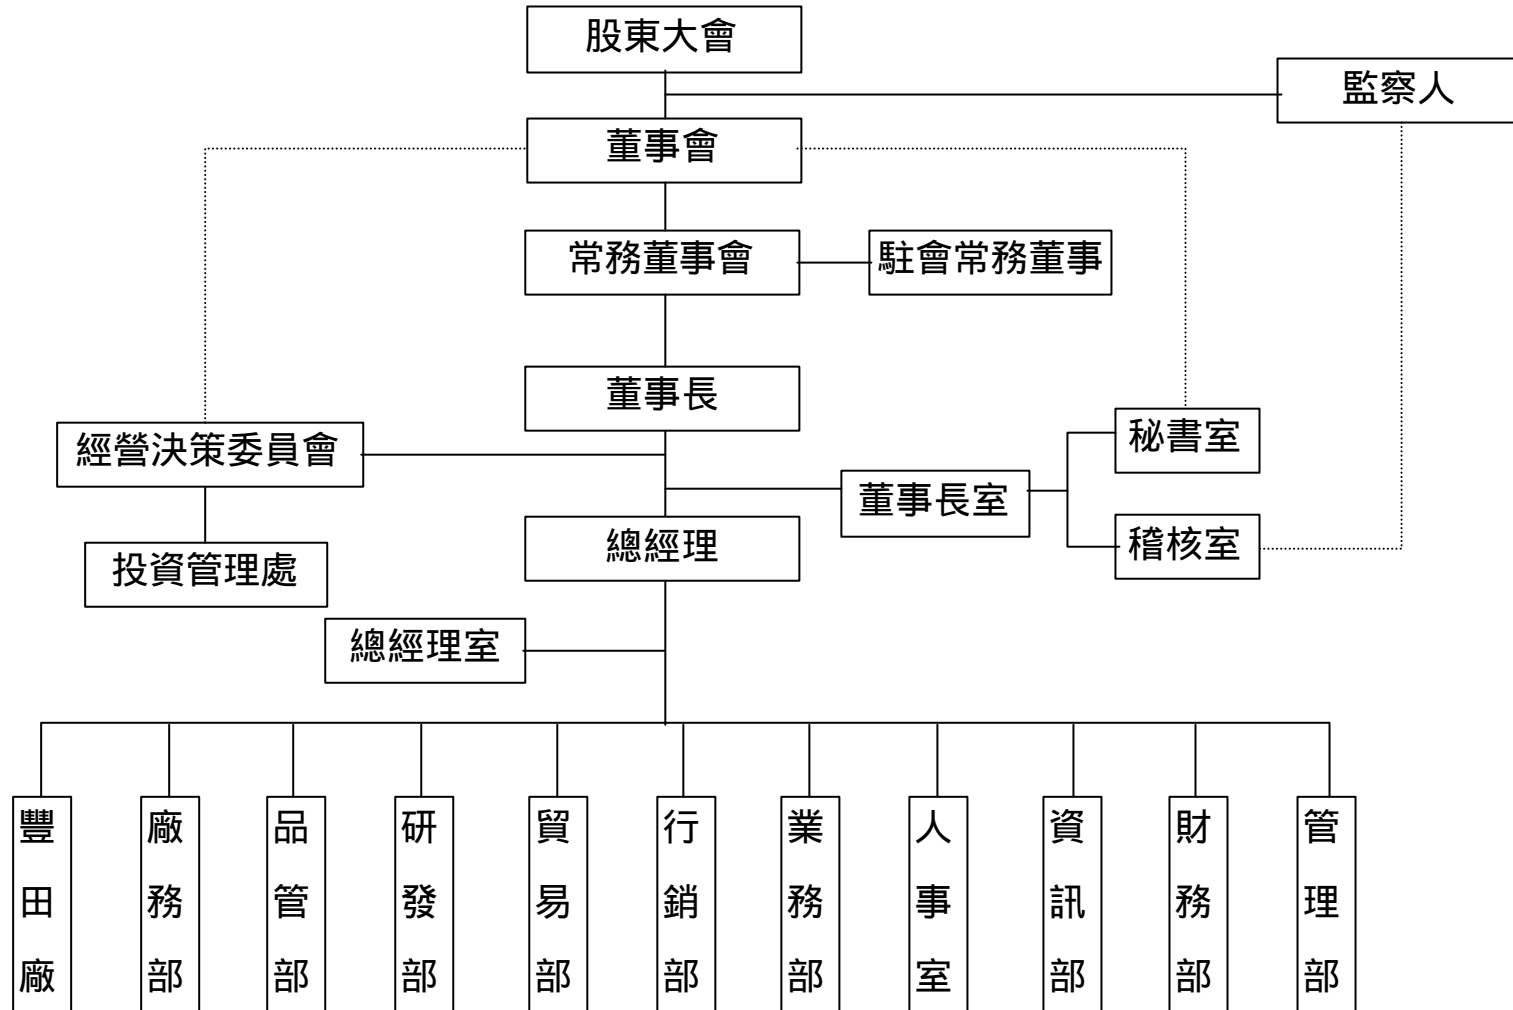 股東大會
監察人
董事會
常務董事會
駐會常務董事
董事長
經營決策委員會
秘書室
董事長室
總經理
稽核室
投資管理處
總經理室
豐田廠
廠務部
品管部
研發部
貿易部
行銷部
業務部
人事室
資訊部
財務部
管理部